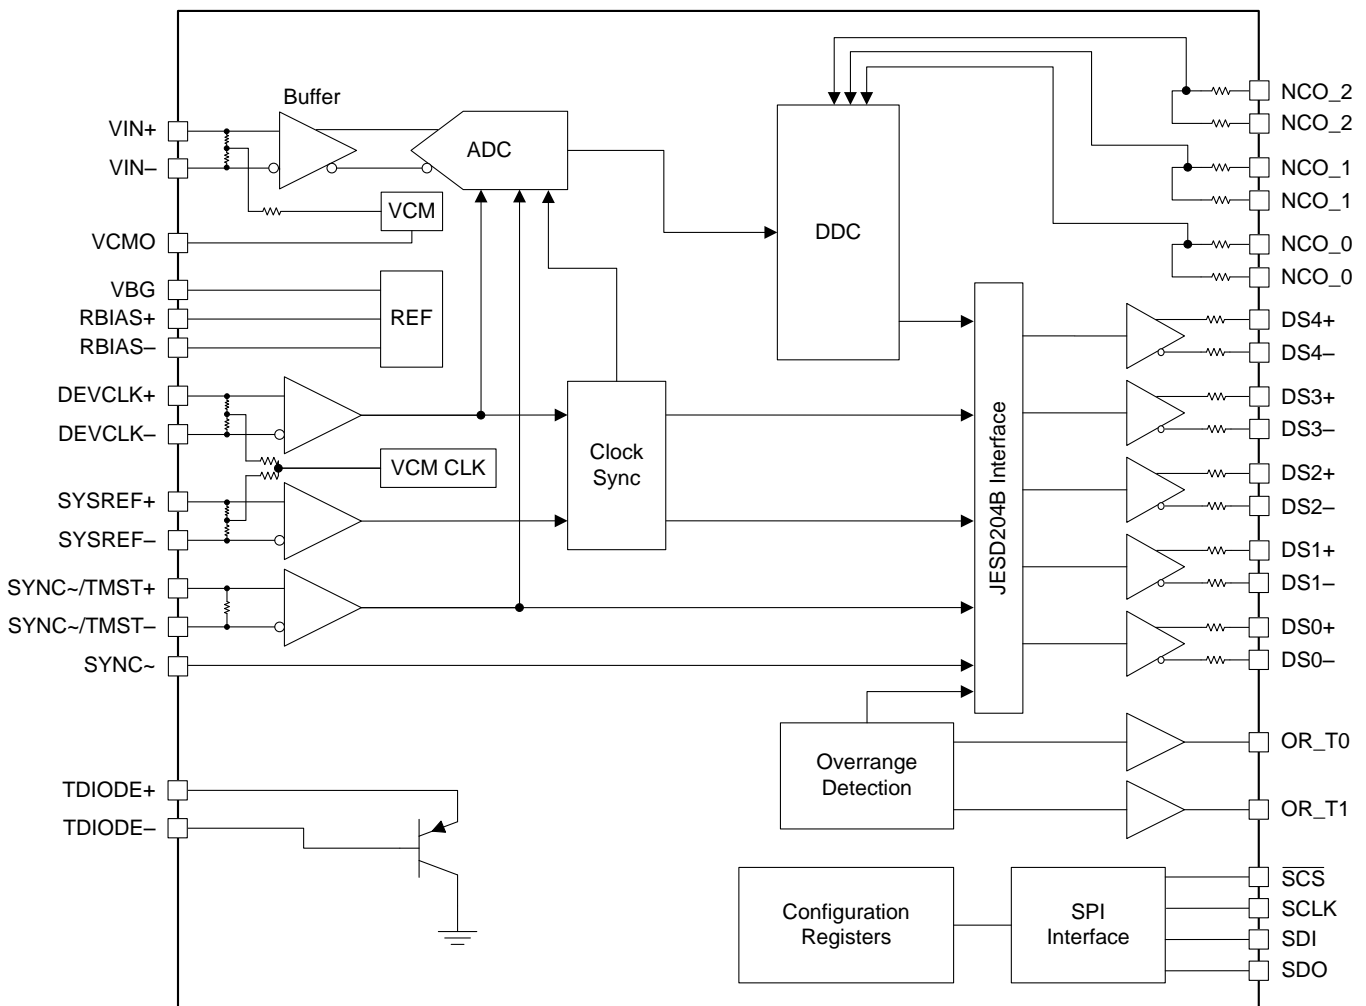 Buffer
VIN+
VIN–
VCMO
VBG
RBIAS+
RBIAS–
DEVCLK+
DEVCLK–
SYSREF+
SYSREF–
SYNC~/TMST+
SYNC~/TMST–
SYNC~
TDIODE+
TDIODE–
ADC
VCM
REF
VCM CLK
Clock
Sync
DDC
JESD204B Interface
Overrange
Detection
Configuration
Registers
SPI
Interface
NCO_2
NCO_2
NCO_1
NCO_1
NCO_0
NCO_0
DS4+
DS4–
DS3+
DS3–
DS2+
DS2–
DS1+
DS1–
DS0+
DS0–
OR_T0
OR_T1
SCS
SCLK
SDI
SDO